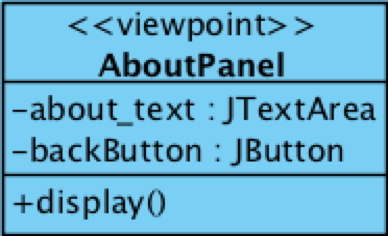 <<viewpoint>>
AboutPanel
-about_text : JTextArea
-backButton : JButton
+display()